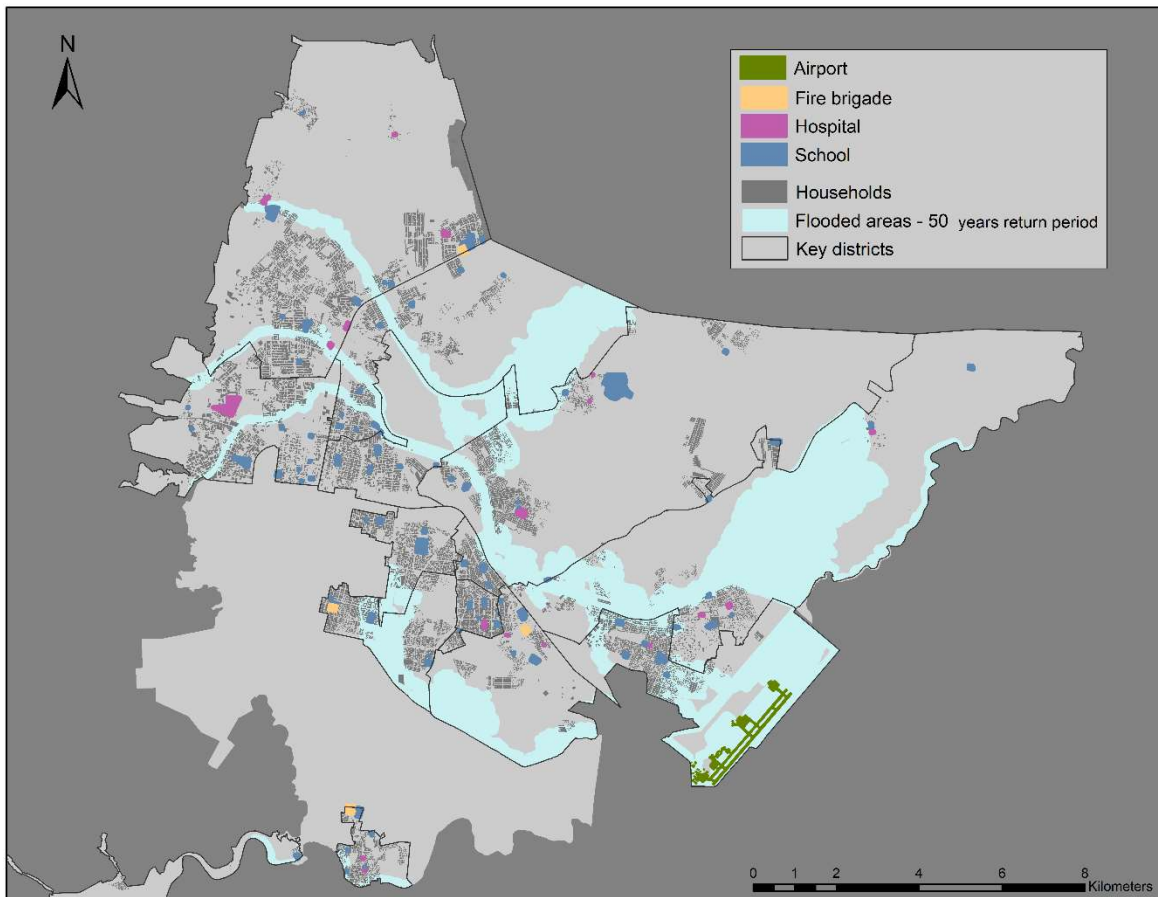 N
Airport
Fire brigade
Hospital
School
Households
Flooded areas - 50 years return period
Key districts
0 1 2 4 6 8
Kilometers